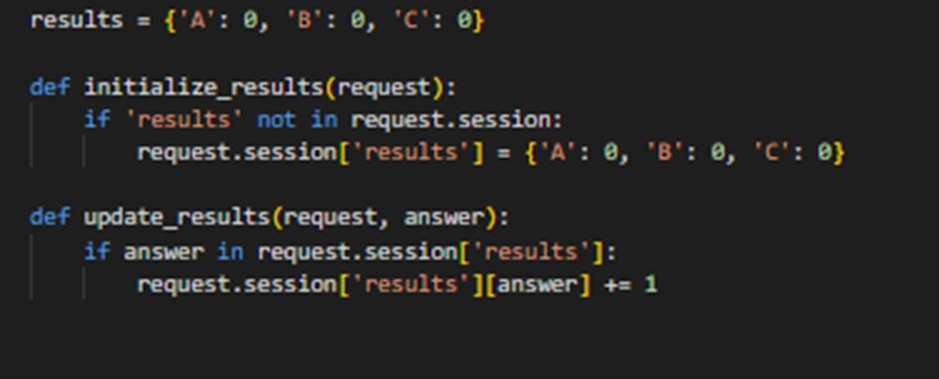 results = {'A': 0, 'B': 0, 'C': 0}
def initialize_results(request):
if 'results' not in request.session:
request.session['results'] = {'A': 0, 'B': 0, 'C': 0}
def update_results(request, answer):
if answer in request.session['results']:
request.session['results'][answer] += 1